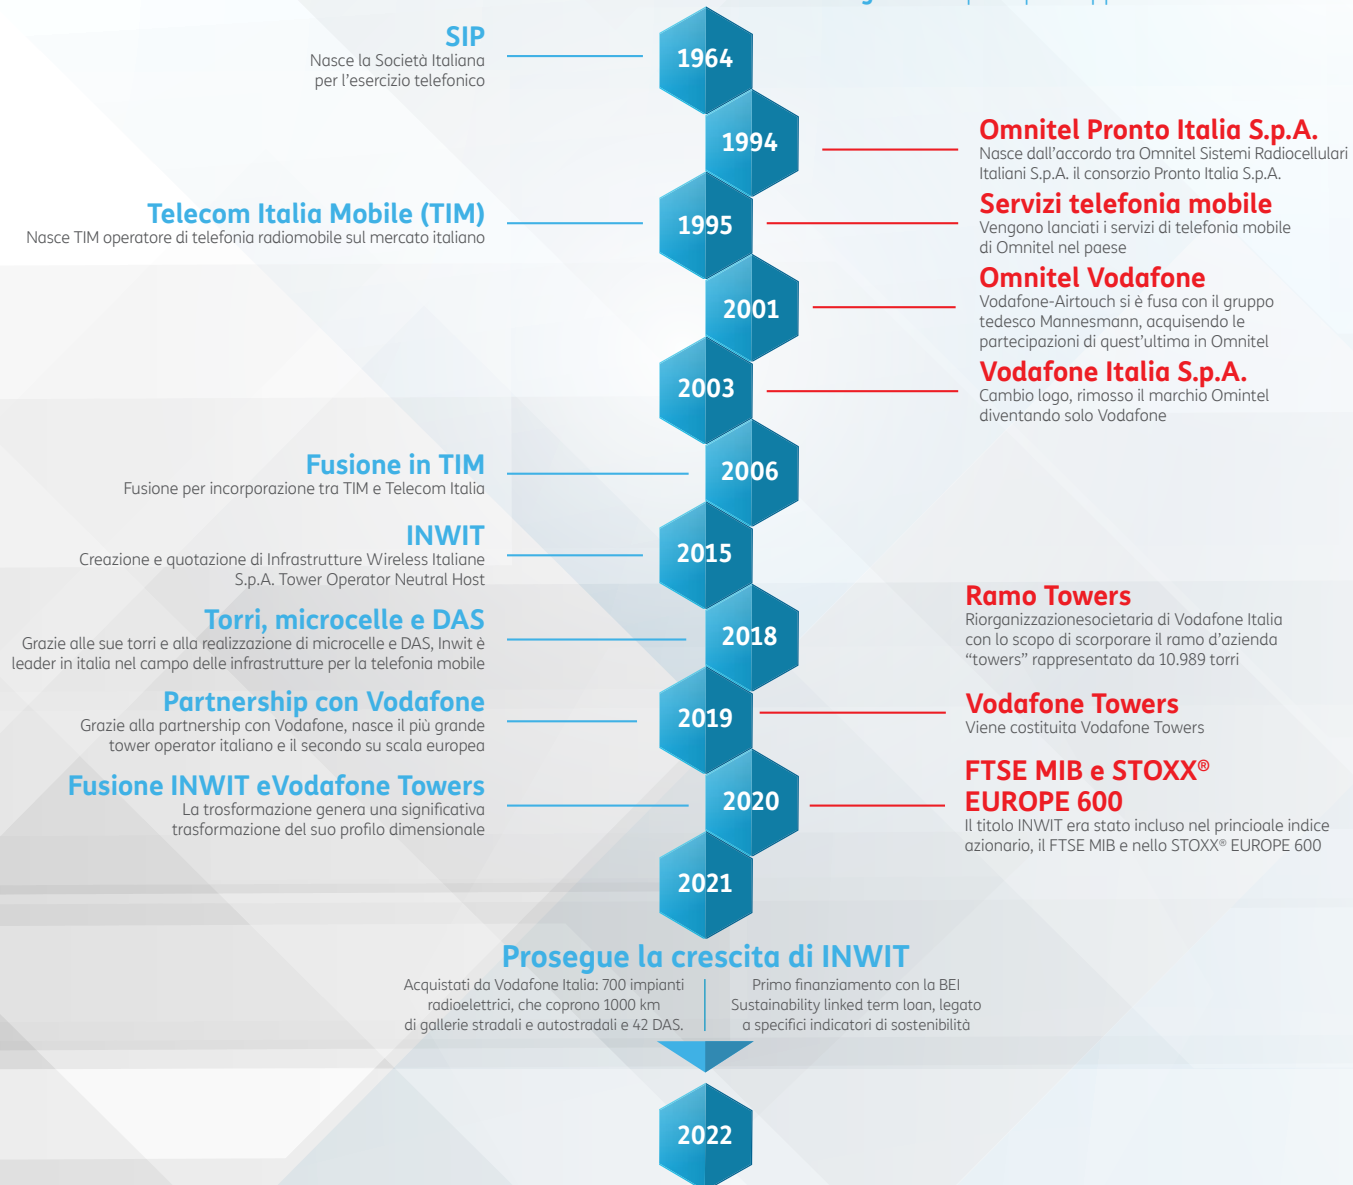 SIP
Nasce la Società Italiana
per l'esercizio telefonico
1964
1994
Omnitel Pronto Italia S.p.A.
Nasce dall'accordo tra Omnitel Sistemi Radiocellulari
Italiani S.p.A. il consorzio Pronto Italia S.p.A.
Telecom Italia Mobile (TIM)
Nasce TIM operatore di telefonia radiomobile sul mercato italiano
1995
Servizi telefonia mobile
Vengono lanciati i servizi di telefonia mobile
di Omnitel nel paese
2001
Omnitel Vodafone
Vodafone-Airtouch si è fusa con il gruppo
tedesco Mannesmann, acquisendo le
partecipazioni di quest'ultima in Omnitel
2003
Vodafone Italia S.p.A.
Cambio logo, rimosso il marchio Omintel
diventando solo Vodafone
Fusione in TIM
Fusione per incorporazione tra TIM e Telecom Italia
2006
INWIT
Creazione e quotazione di Infrastrutture Wireless Italiane
S.p.A. Tower Operator Neutral Host
2015
Torri, microcelle e DAS
Grazie alle sue torri e alla realizzazione di microcelle e DAS, Inwit è
leader in italia nel campo delle infrastrutture per la telefonia mobile
2018
Ramo Towers
Riorganizzazionesocietaria di Vodafone Italia
con lo scopo di scorporare il ramo d'azienda
"towers" rappresentato da 10.989 torri
Partnership con Vodafone
Grazie alla partnership con Vodafone, nasce il più grande
tower operator italiano e il secondo su scala europea
2019
Vodafone Towers
Viene costituita Vodafone Towers
Fusione INWIT eVodafone Towers
La trosformazione genera una significativa
trasformazione del suo profilo dimensionale
2020
FTSE MIB e STOXX®
EUROPE 600
Il titolo INWIT era stato incluso nel princioale indice
azionario, il FTSE MIB e nello STOXX® EUROPE 600
2021
Prosegue la crescita di INWIT
Acquistati da Vodafone Italia: 700 impianti
radioelettrici, che coprono 1000 km
di gallerie stradali e autostradali e 42 DAS.
Primo finanziamento con la BEI
Sustainability linked term loan, legato
a specifici indicatori di sostenibilità
2022